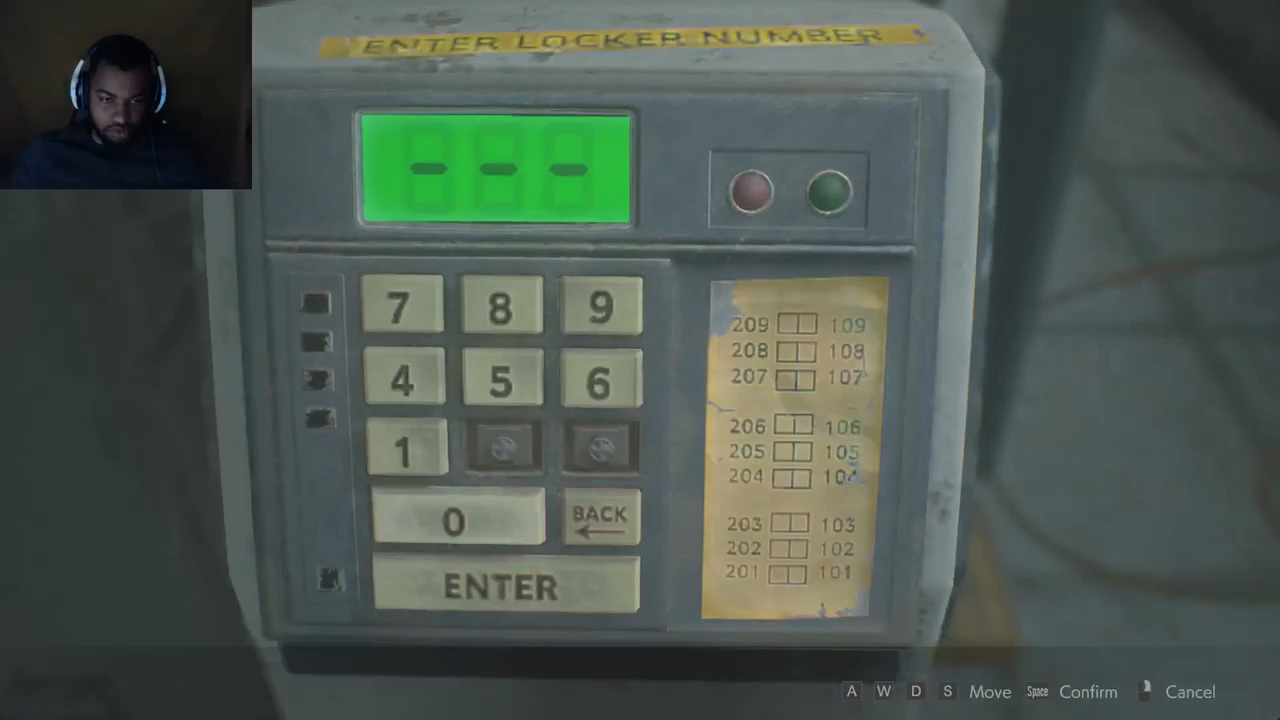 ENTER LOCKER NUMBER
7 8 9
4 5 6
1
0 BACK
ENTER
209 109
208 108
207 107
206 106
205 105
204 104
203 103
202 102
201 101
A W D S Move Space Confirm Cancel